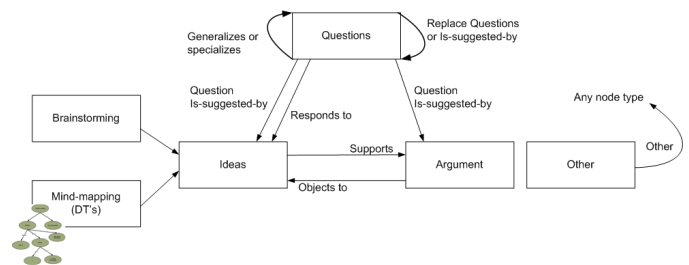 Generalizes or
specializes
Questions
Replace Questions
or Is-suggested-by
Question
Is-suggested-by
Responds to
Question
Is-suggested-by
Any node type
Brainstorming
Mind-mapping
(DT's)
Ideas
Supports
Objects to
Argument
Other
Other